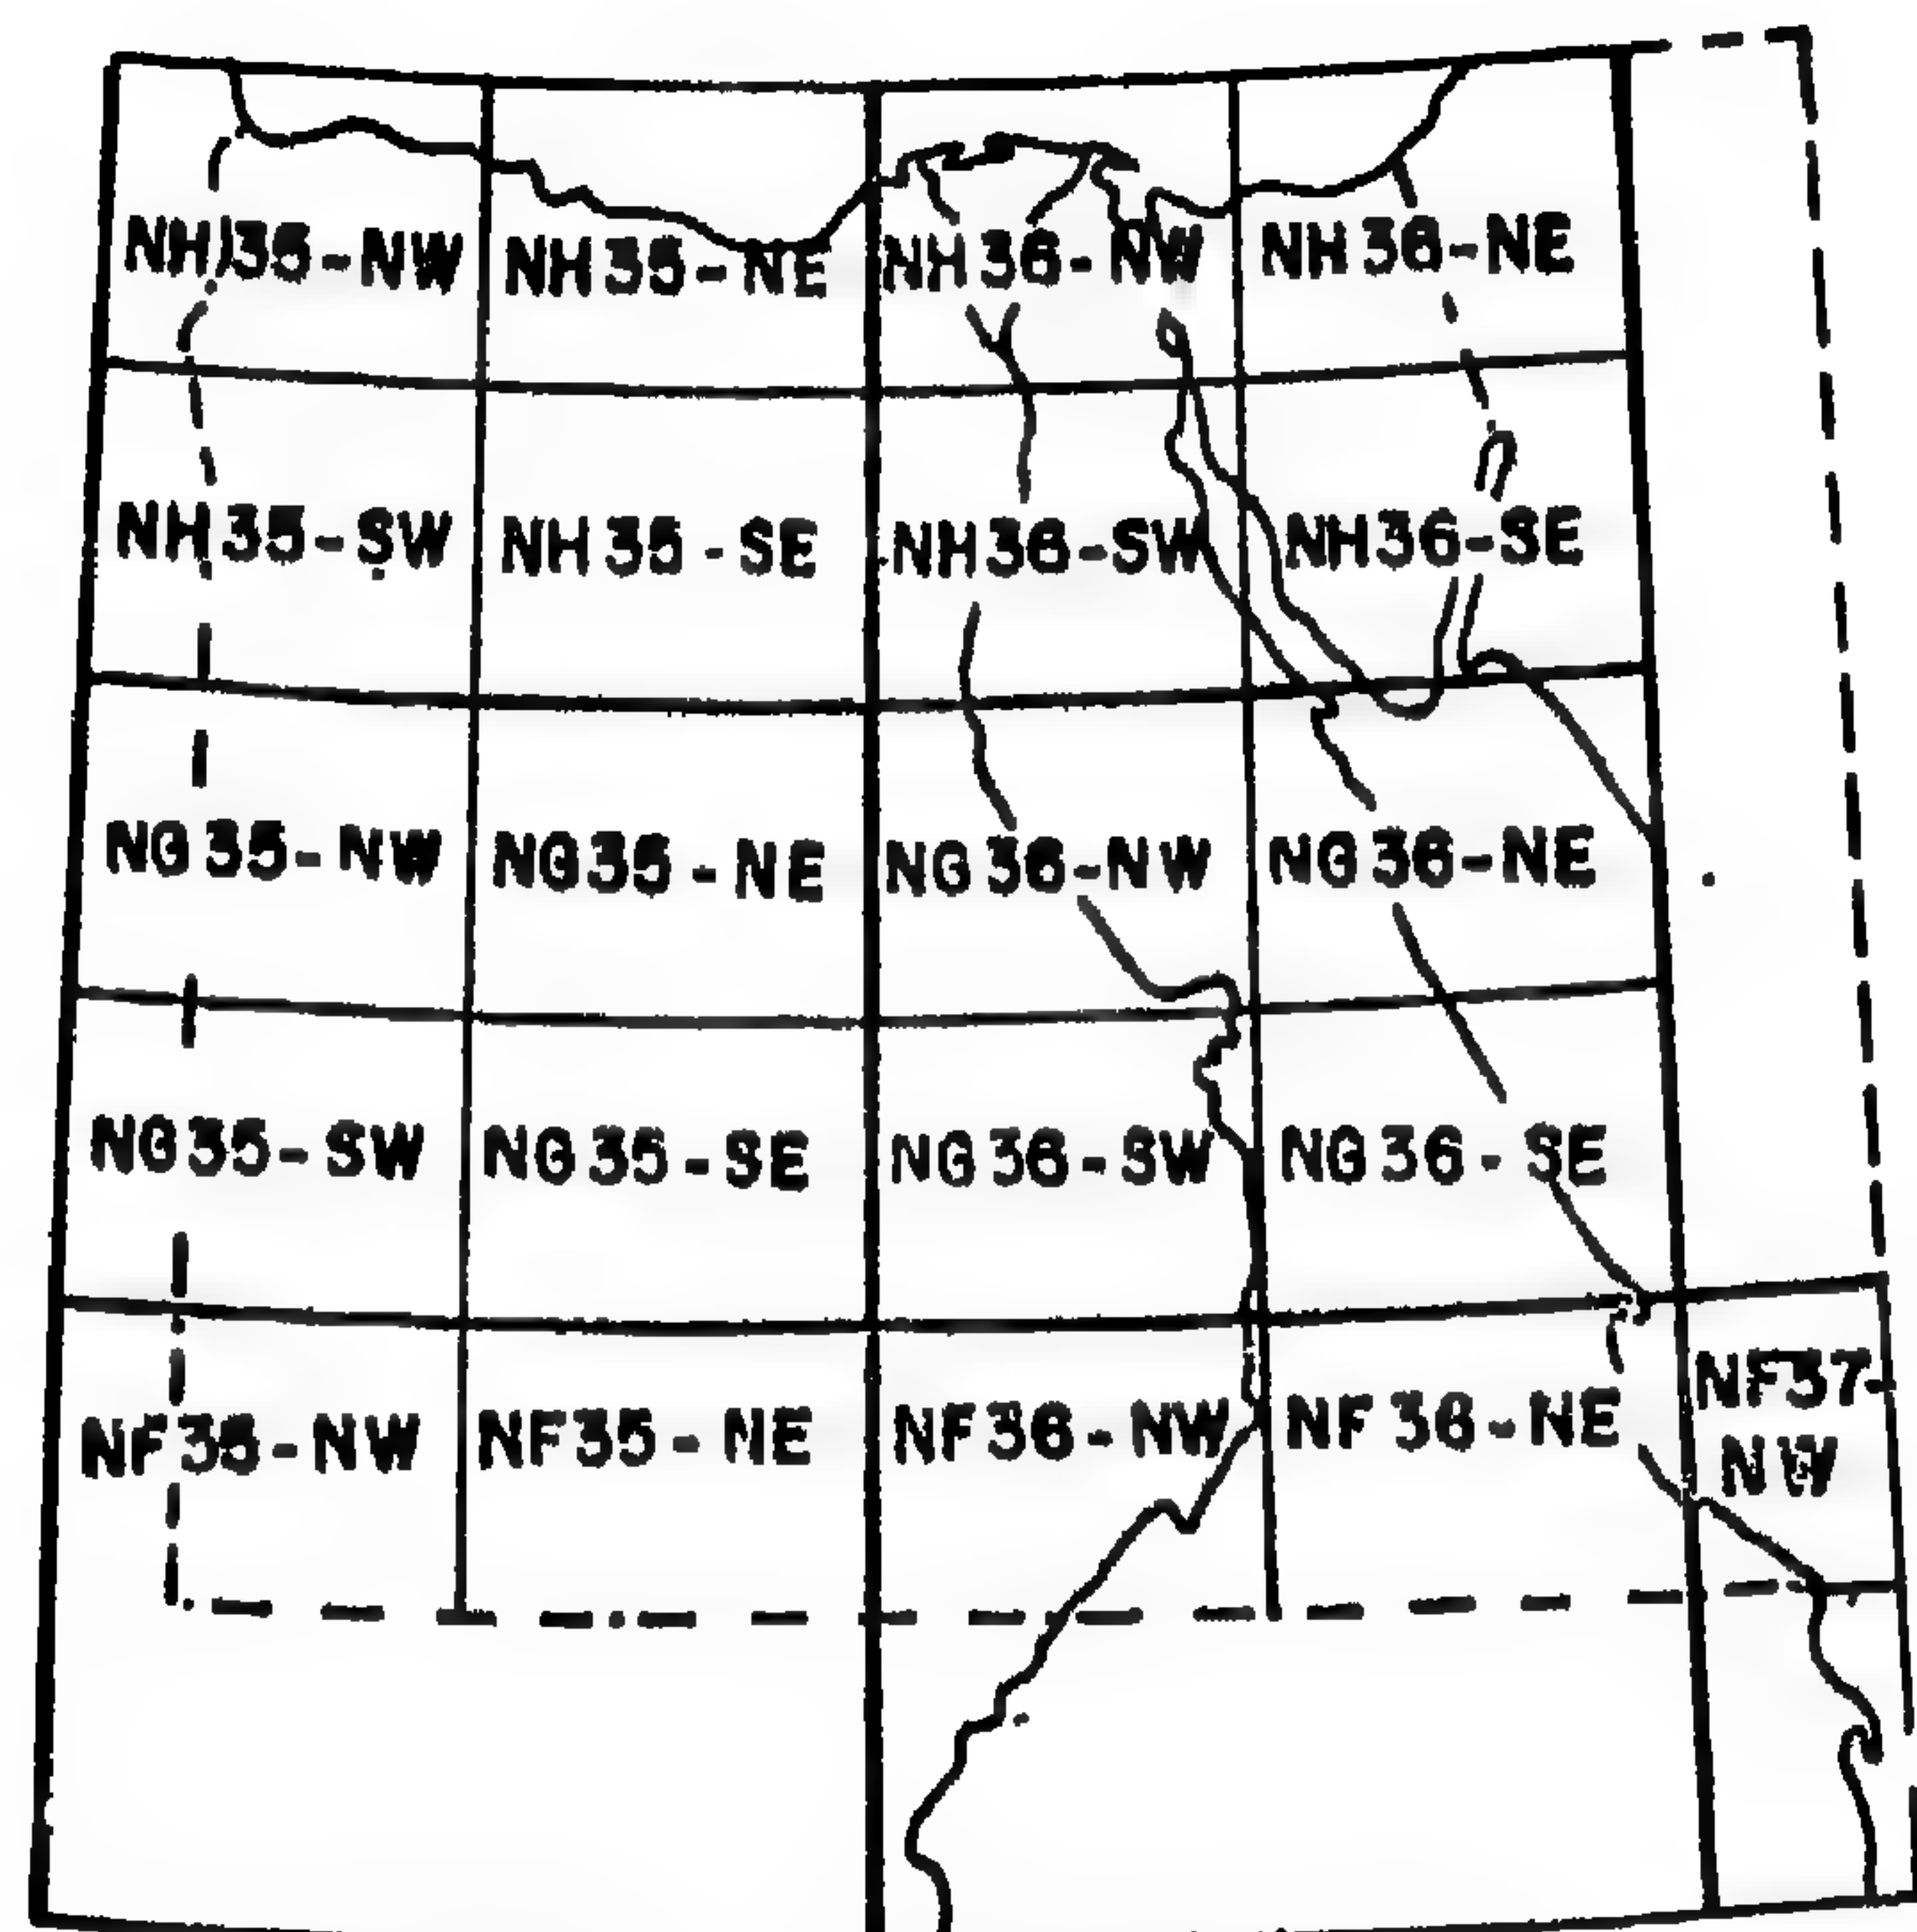 NH35-NW NH35-NE NH36-NW NH36-NE
NH35-SW NH35-SE NH36-SW NH36-SE
NG35-NW NG35-NE NG36-NW NG36-NE
NG35-SW NG35-SE NG36-SW NG36-SE
NF35-NW NF35-NE NF36-NW NF36-NE NF37-
NW